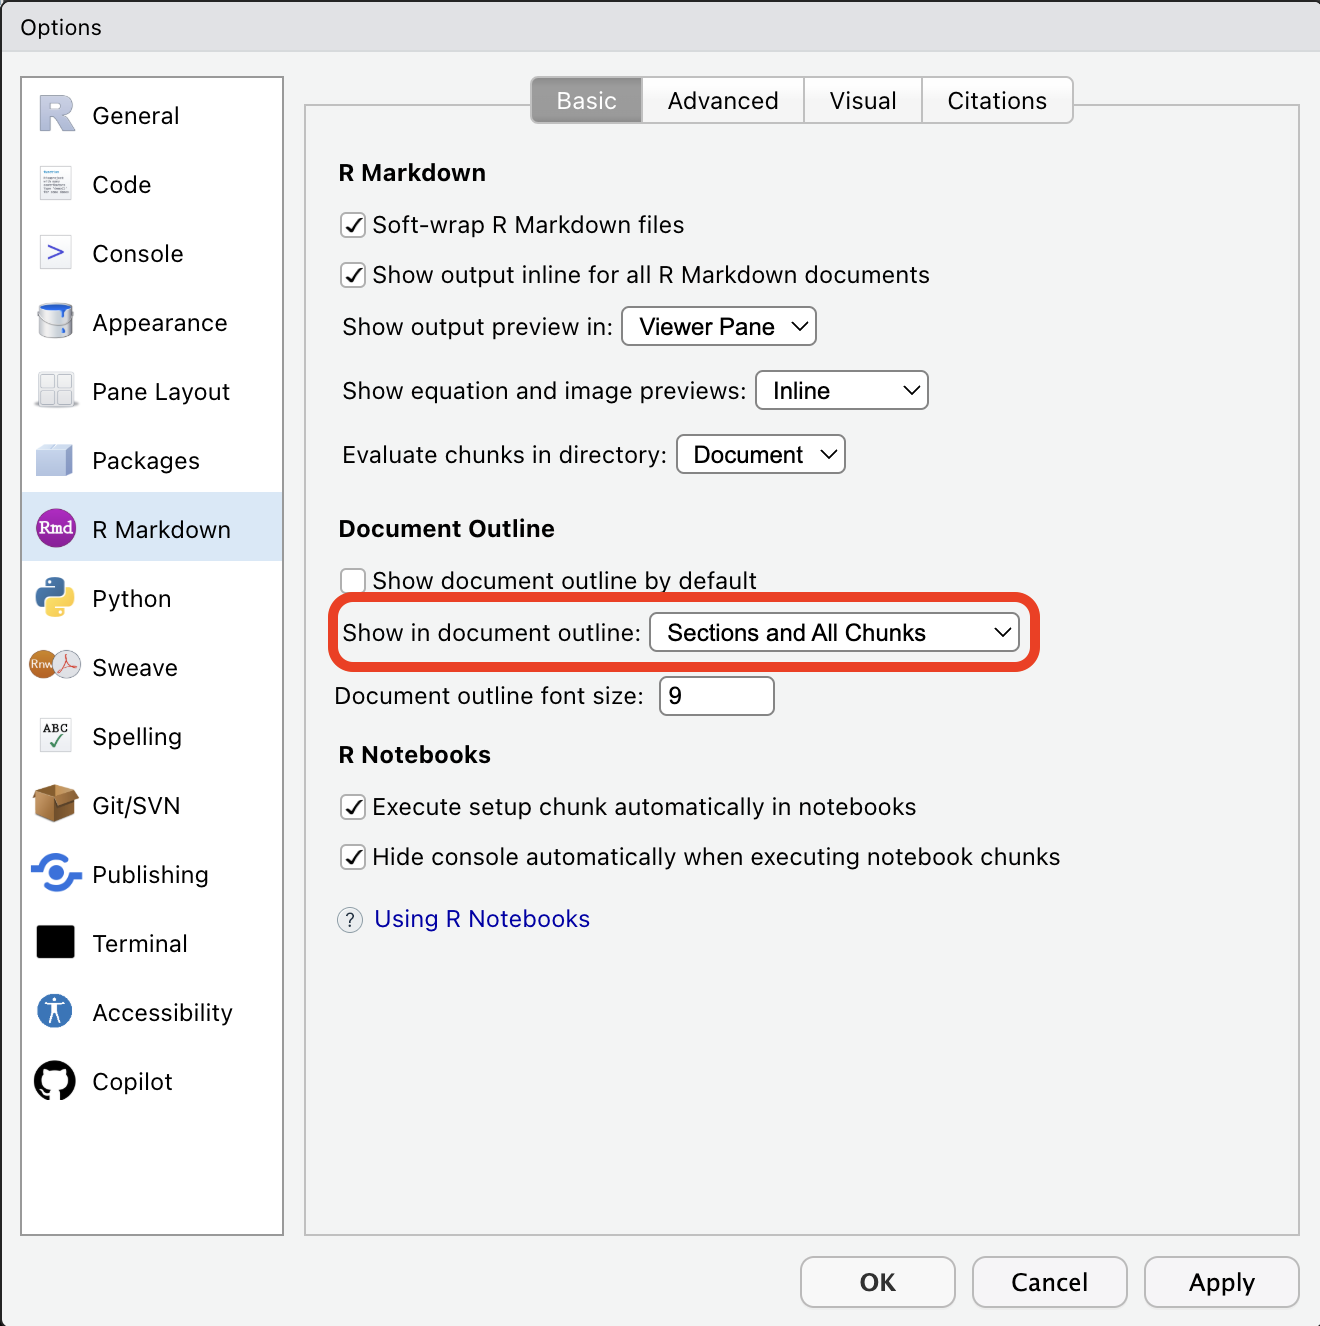 Options
General
Code
Console
Appearance
Pane Layout
Packages
Rmd R Markdown
Python
Rnw Sweave
ABC Spelling
Git/SVN
Publishing
Terminal
Accessibility
Copilot
Basic Advanced Visual Citations
R Markdown
Soft-wrap R Markdown files
Show output inline for all R Markdown documents
Show output preview in: Viewer Pane
Show equation and image previews: Inline
Evaluate chunks in directory: Document
Document Outline
Show document outline by default
Show in document outline: Sections and All Chunks
Document outline font size: 9
R Notebooks
Execute setup chunk automatically in notebooks
Hide console automatically when executing notebook chunks
? Using R Notebooks
OK Cancel Apply